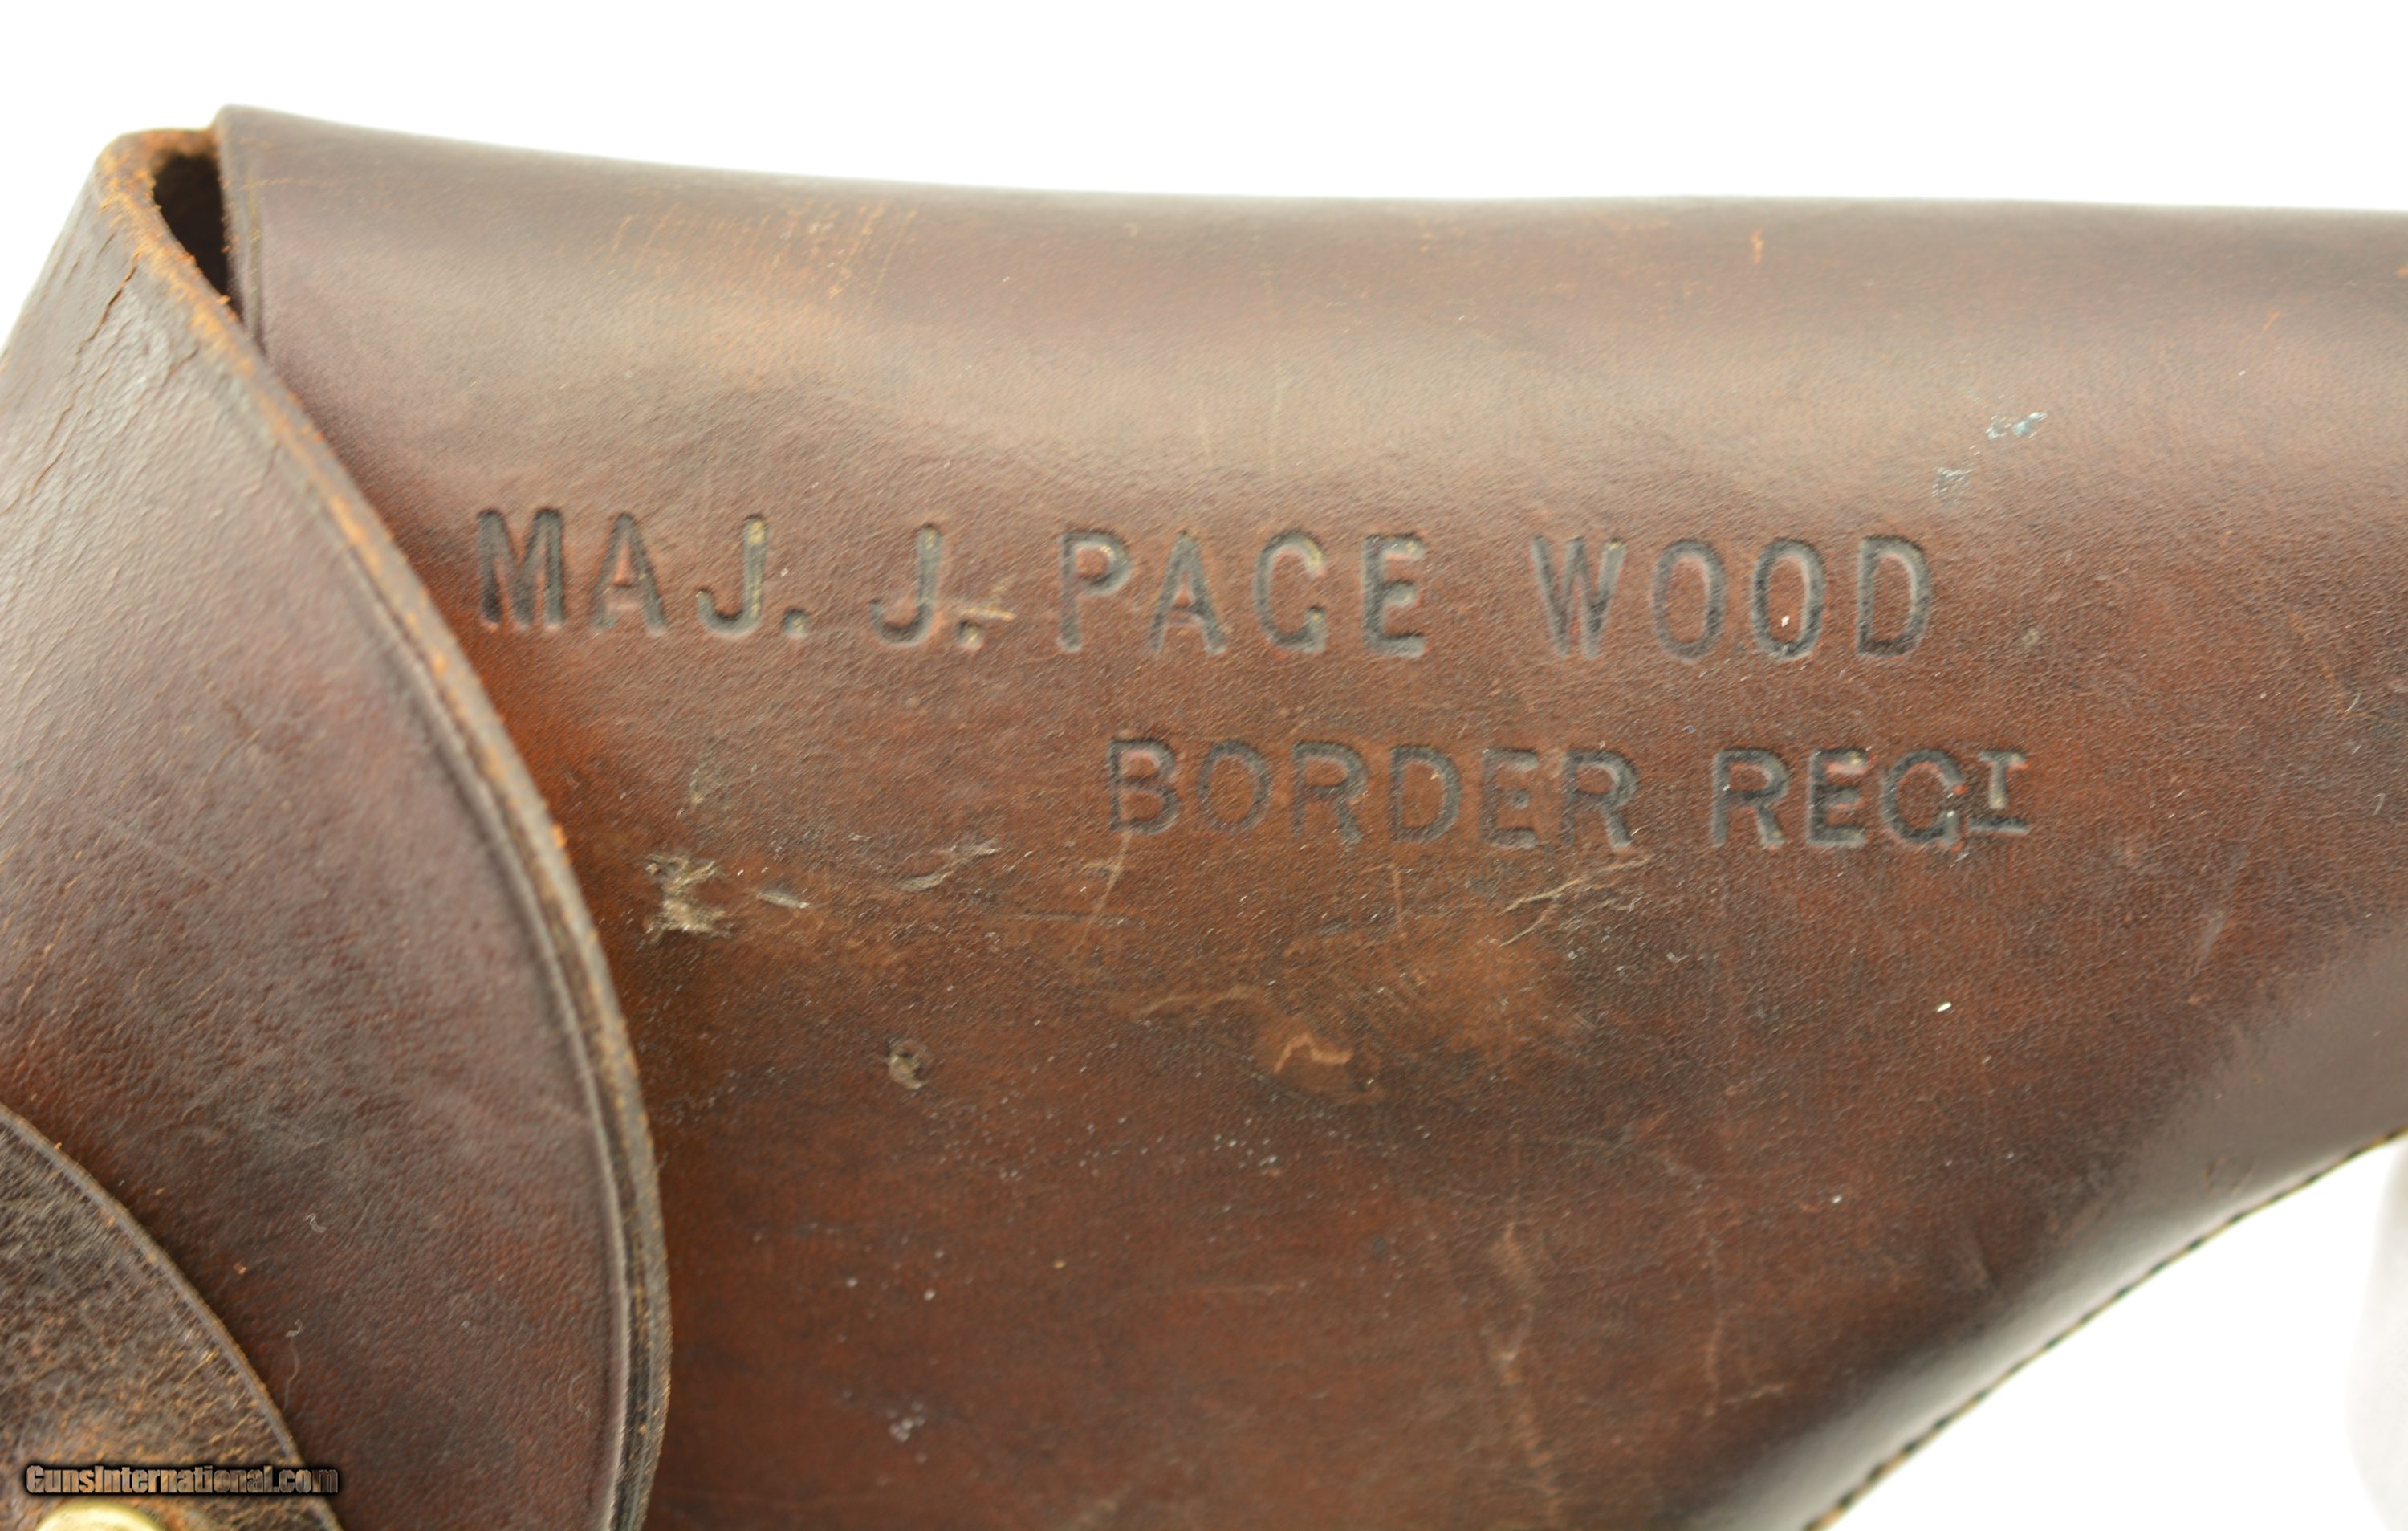 MAJ. J. PAGE WOOD
BORDER REGT
GunsInternational.com